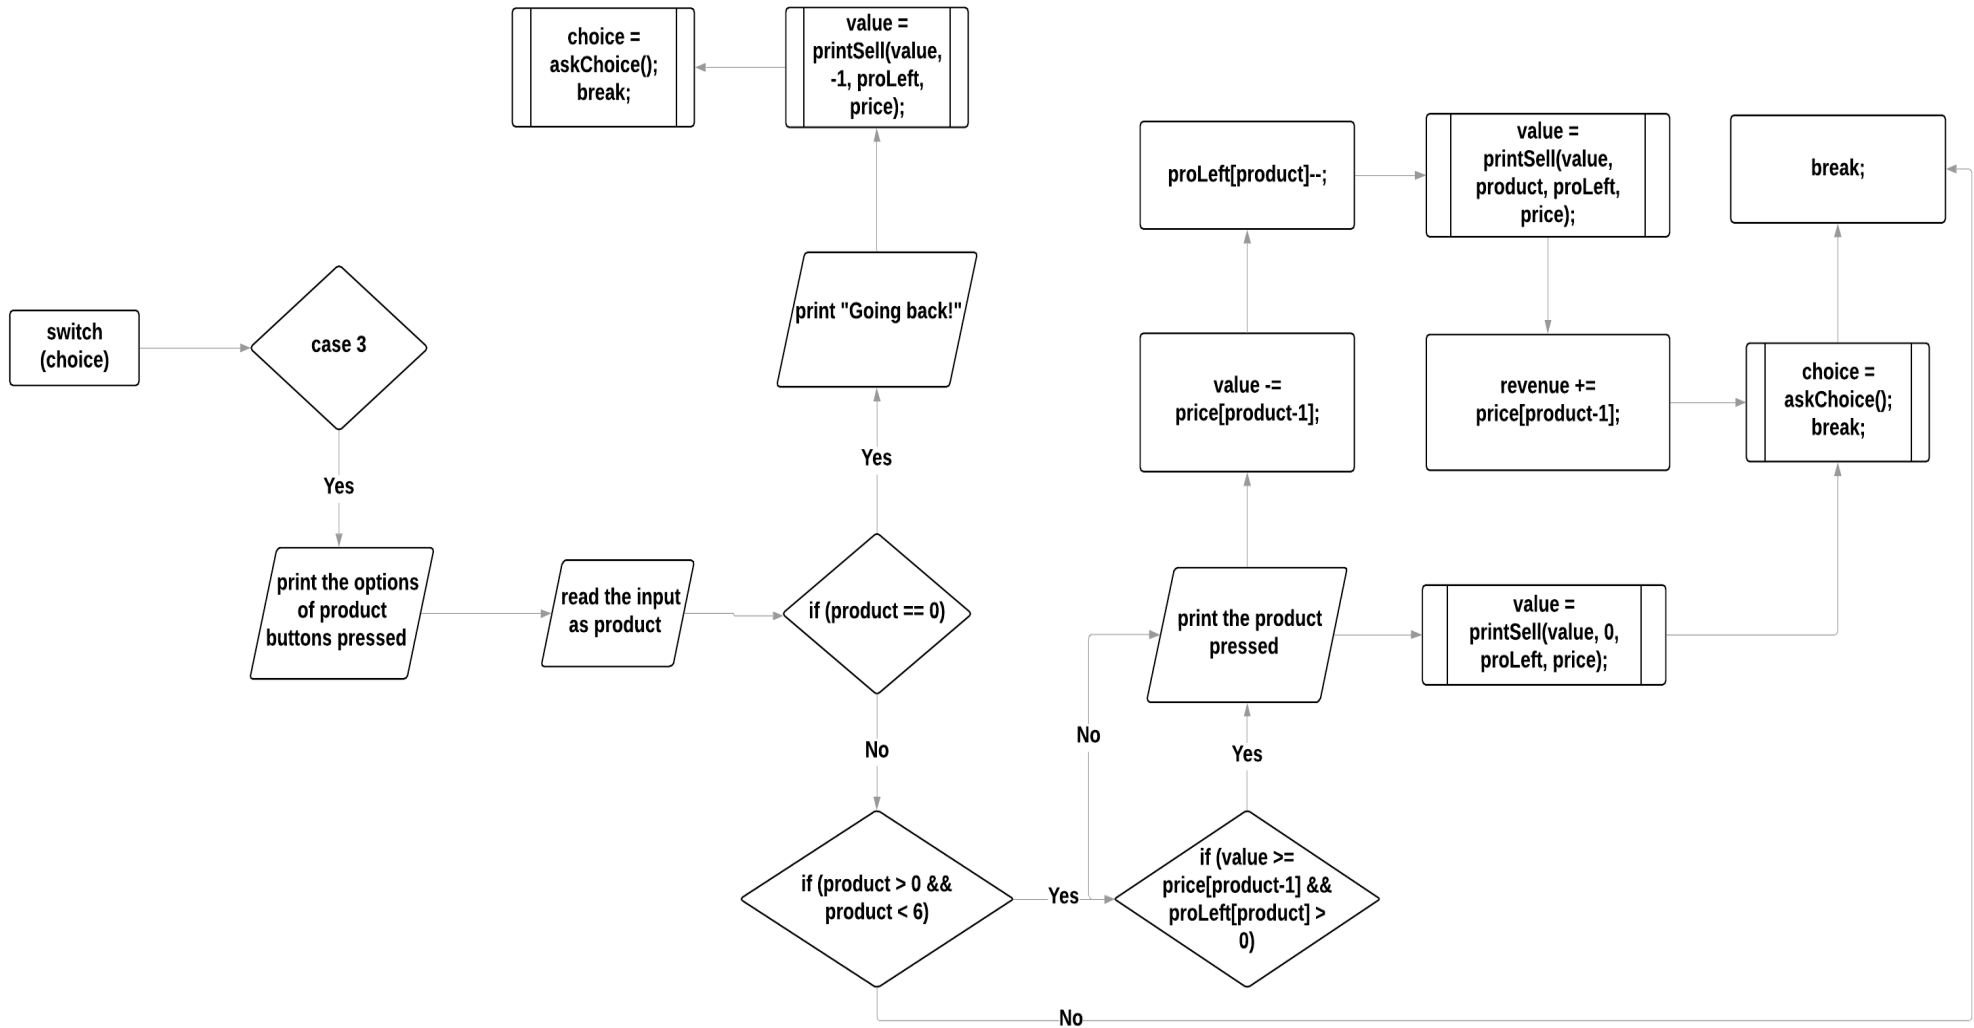 switch
(choice)
case 3
Yes
print the options
of product
buttons pressed
read the input
as product
if (product == 0)
Yes
print "Going back!"
value =
printSell(value,
-1, proLeft,
price);
choice =
askChoice();
break;
No
if (product > 0 &&
product < 6)
Yes
No
if (value >=
price[product-1] &&
proLeft[product] >
0)
Yes
No
print the product
pressed
value -=
price[product-1];
proLeft[product]--;
value =
printSell(value,
product, proLeft,
price);
revenue +=
price[product-1];
value =
printSell(value, 0,
proLeft, price);
choice =
askChoice();
break;
break;